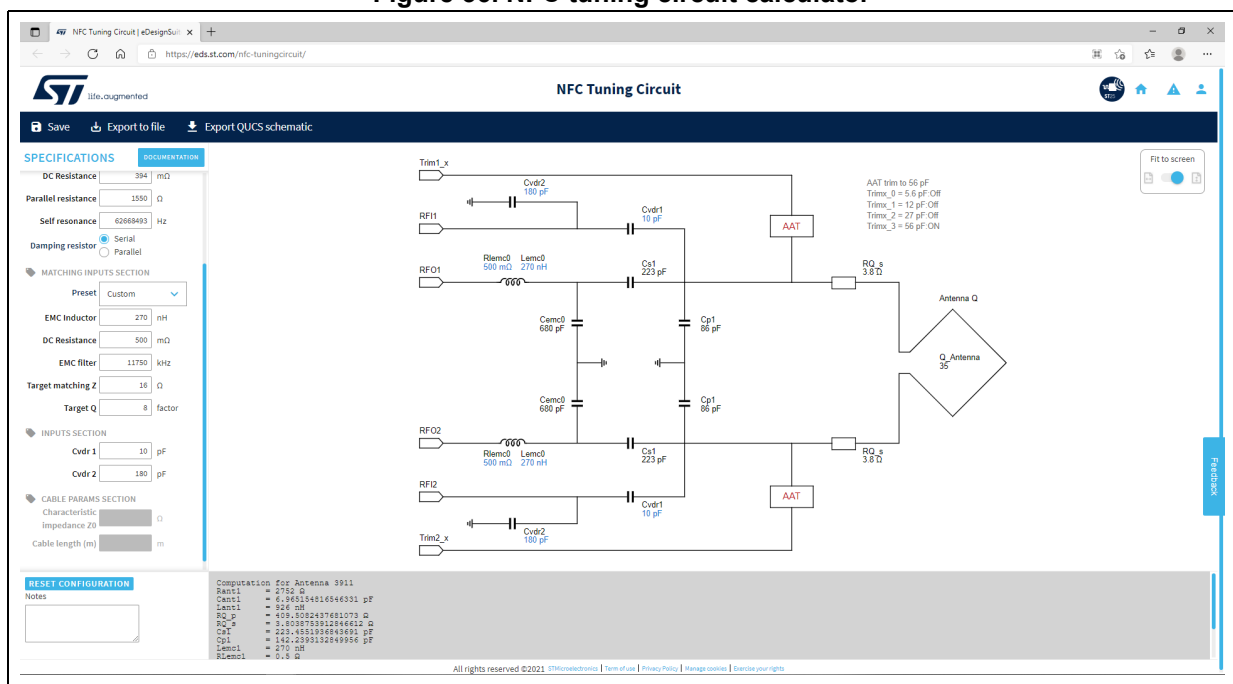 NFC Tuning Circuit | eDesignSuit
https://eds.st.com/nfc-tuningcircuit/
life.augmented
NFC Tuning Circuit
ST25
Save
Export to file
Export QUCS schematic
SPECIFICATIONS
DOCUMENTATION
DC Resistance 394 mΩ
Parallel resistance 1550 Ω
Self resonance 62668493 Hz
Damping resistor Serial
Parallel
MATCHING INPUTS SECTION
Preset Custom
EMC Inductor 270 nH
DC Resistance 500 mΩ
EMC filter 11750 kHz
Target matching Z 16 Ω
Target Q 8 factor
INPUTS SECTION
Cvdr 1 10 pF
Cvdr 2 180 pF
CABLE PARAMS SECTION
Characteristic
impedance Z0 Ω
Cable length (m) m
RESET CONFIGURATION
Notes
Fit to screen
Trim1_x
Cvdr2
180 pF
RFI1
Cvdr1
10 pF
AAT trim to 56 pF
Trimx_0 = 5.6 pF:Off
Trimx_1 = 12 pF:Off
Trimx_2 = 27 pF:Off
Trimx_3 = 56 pF:ON
AAT
RFO1
Rlemc0 Lemc0
500 mΩ 270 nH
Cs1
223 pF
RQ_s
3.8 Ω
Antenna Q
Cemc0
680 pF
Cp1
86 pF
Q_Antenna
35
Cemc0
680 pF
Cp1
86 pF
RFO2
Rlemc0 Lemc0
500 mΩ 270 nH
Cs1
223 pF
RQ_s
3.8 Ω
RFI2
AAT
Cvdr1
10 pF
Cvdr2
180 pF
Trim2_x
Feedback
Computation for Antenna 3911
Rant1 = 2752 Ω
Cant1 = 6.965154816546331 pF
Lant1 = 926 nH
RQ_p = 409.5082437681073 Ω
RQ_s = 3.8038753912846612 Ω
Cs1 = 223.4551936843691 pF
Cp1 = 142.2393132849956 pF
Lemc1 = 270 nH
RLemc1 = 0.5 Ω
All rights reserved ©2021 STMicroelectronics | Term of use | Privacy Policy | Manage cookies | Exercise your rights